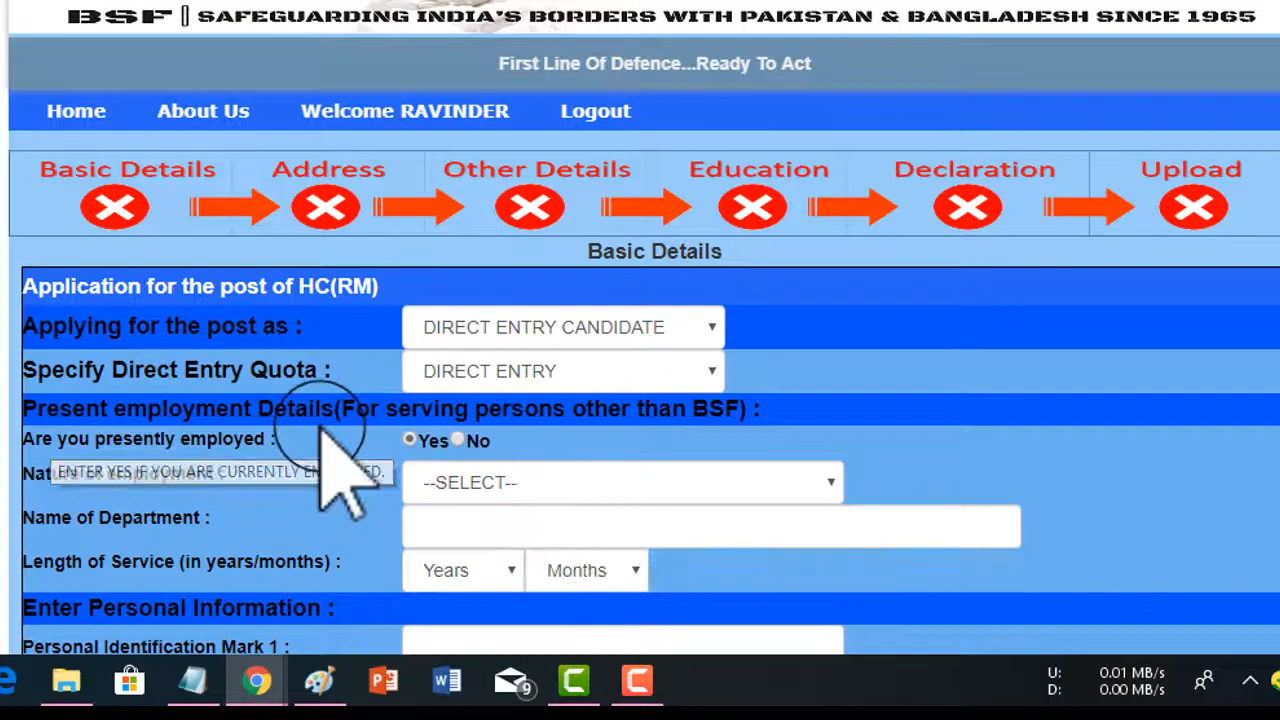 BSF | SAFEGUARDING INDIA'S BORDERS WITH PAKISTAN & BANGLADESH SINCE 1965
First Line Of Defence...Ready To Act
Home About Us Welcome RAVINDER Logout
Basic Details Address Other Details Education Declaration Upload
Basic Details
Application for the post of HC(RM)
Applying for the post as : DIRECT ENTRY CANDIDATE
Specify Direct Entry Quota : DIRECT ENTRY
Present employment Details(For serving persons other than BSF) :
Are you presently employed : Yes No
ENTER YES IF YOU ARE CURRENTLY
--SELECT--
Name of Department :
Length of Service (in years/months) : Years Months
Enter Personal Information :
Personal Identification Mark 1 :
9
U: 0.01 MB/s
D: 0.00 MB/s